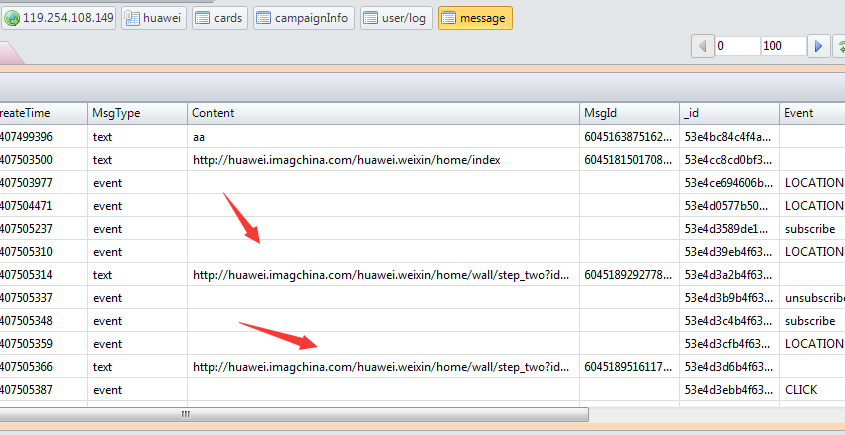 119.254.108.149 huawei cards campaignInfo user/log message
0 100
reateTime MsgType Content MsgId _id Event
407499396 text aa 6045163875162... 53e4bc84c4f4a...
407503500 text http://huawei.imagchina.com/huawei.weixin/home/index 6045181501708... 53e4cc8cd0bf3...
407503977 event 53e4ce694606b... LOCATION
407504471 event 53e4d0577b50... LOCATION
407505237 event 53e4d3589de1... subscribe
407505310 event 53e4d39eb4f63... LOCATION
407505314 text http://huawei.imagchina.com/huawei.weixin/home/wall/step_two?id... 6045189292778... 53e4d3a2b4f63...
407505337 event 53e4d3b9b4f63... unsubscribe
407505348 event 53e4d3c4b4f63... subscribe
407505359 event 53e4d3cfb4f63... LOCATION
407505366 text http://huawei.imagchina.com/huawei.weixin/home/wall/step_two?id... 6045189516117... 53e4d3d6b4f63...
407505387 event 53e4d3ebb4f63... CLICK